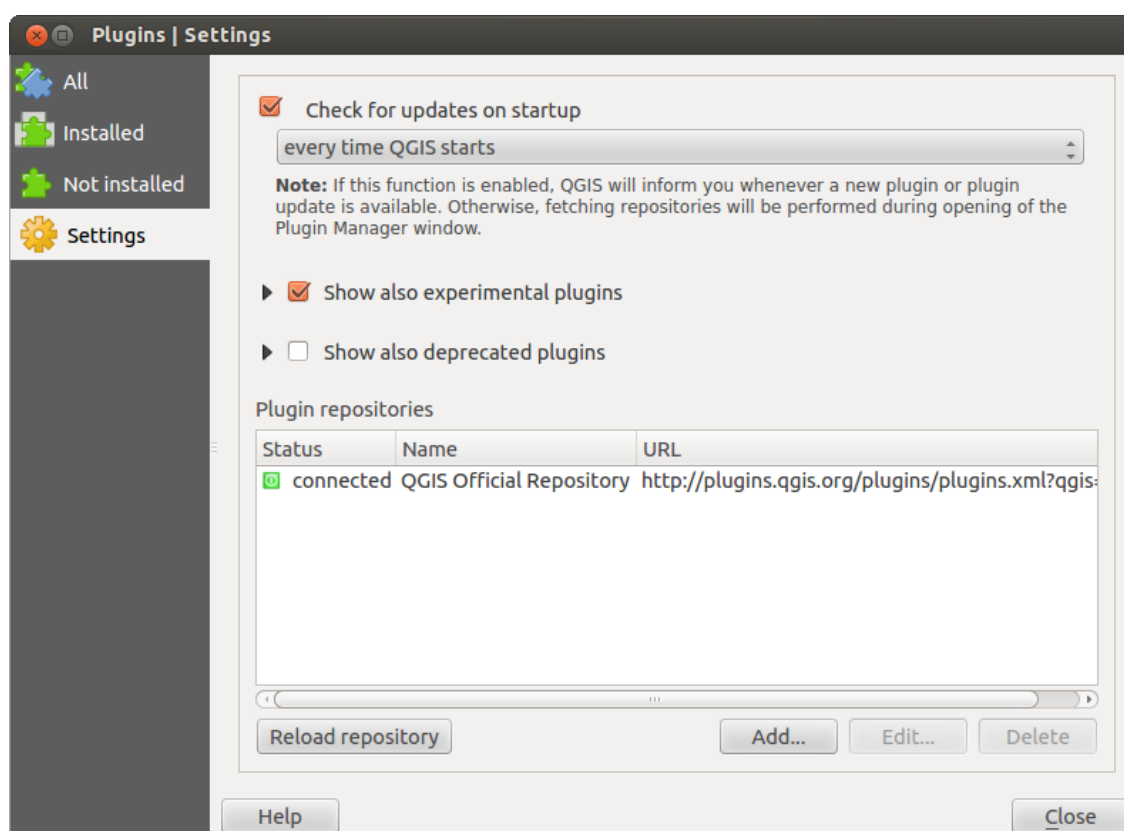 Plugins | Settings
All
Installed
Not installed
Settings
Check for updates on startup
every time QGIS starts
Note: If this function is enabled, QGIS will inform you whenever a new plugin or plugin
update is available. Otherwise, fetching repositories will be performed during opening of the
Plugin Manager window.
Show also experimental plugins
Show also deprecated plugins
Plugin repositories
Status Name URL
connected QGIS Official Repository http://plugins.qgis.org/plugins/plugins.xml?qgis=
Reload repository Add... Edit... Delete
Help Close